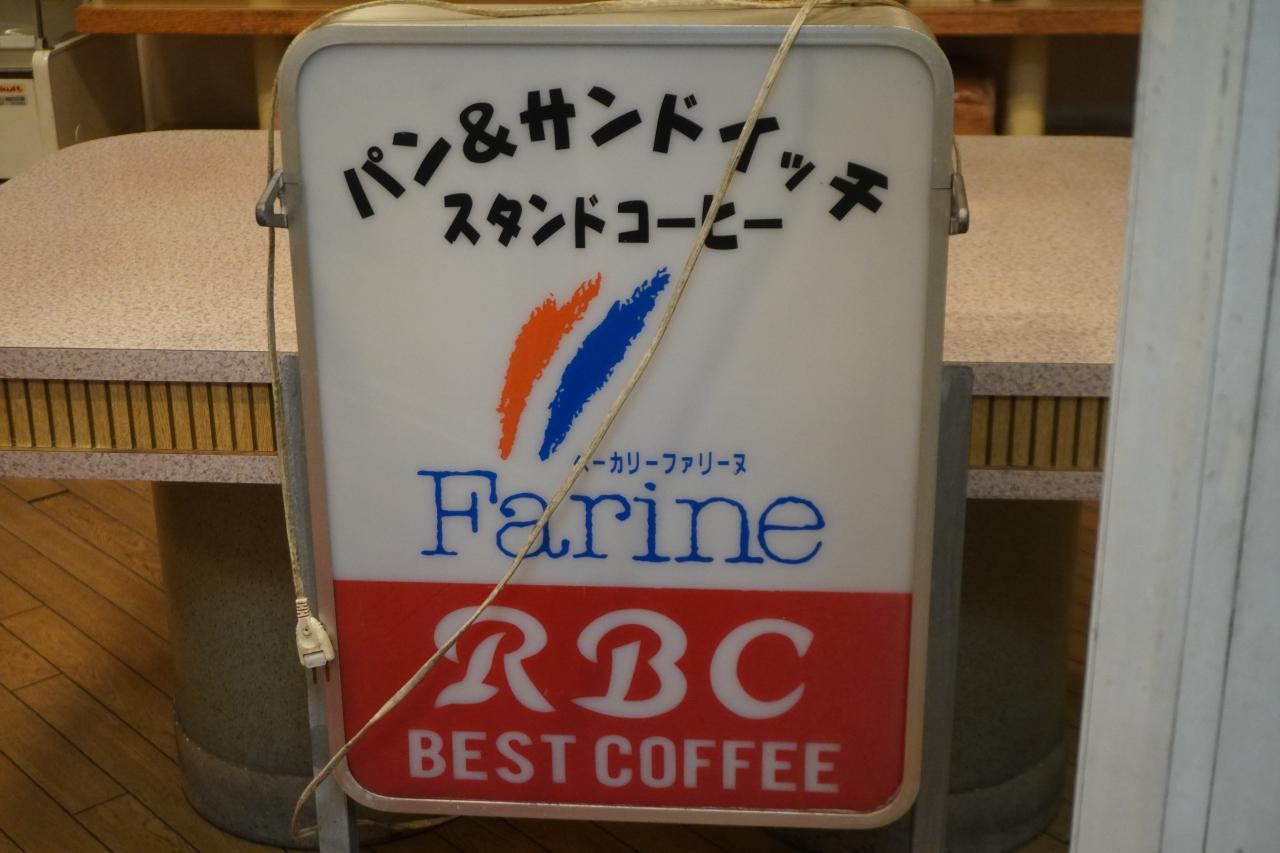 パン&サンドイッチ
スタンドコーヒー
ベーカリーファリーヌ
Farine
RBC
BEST COFFEE